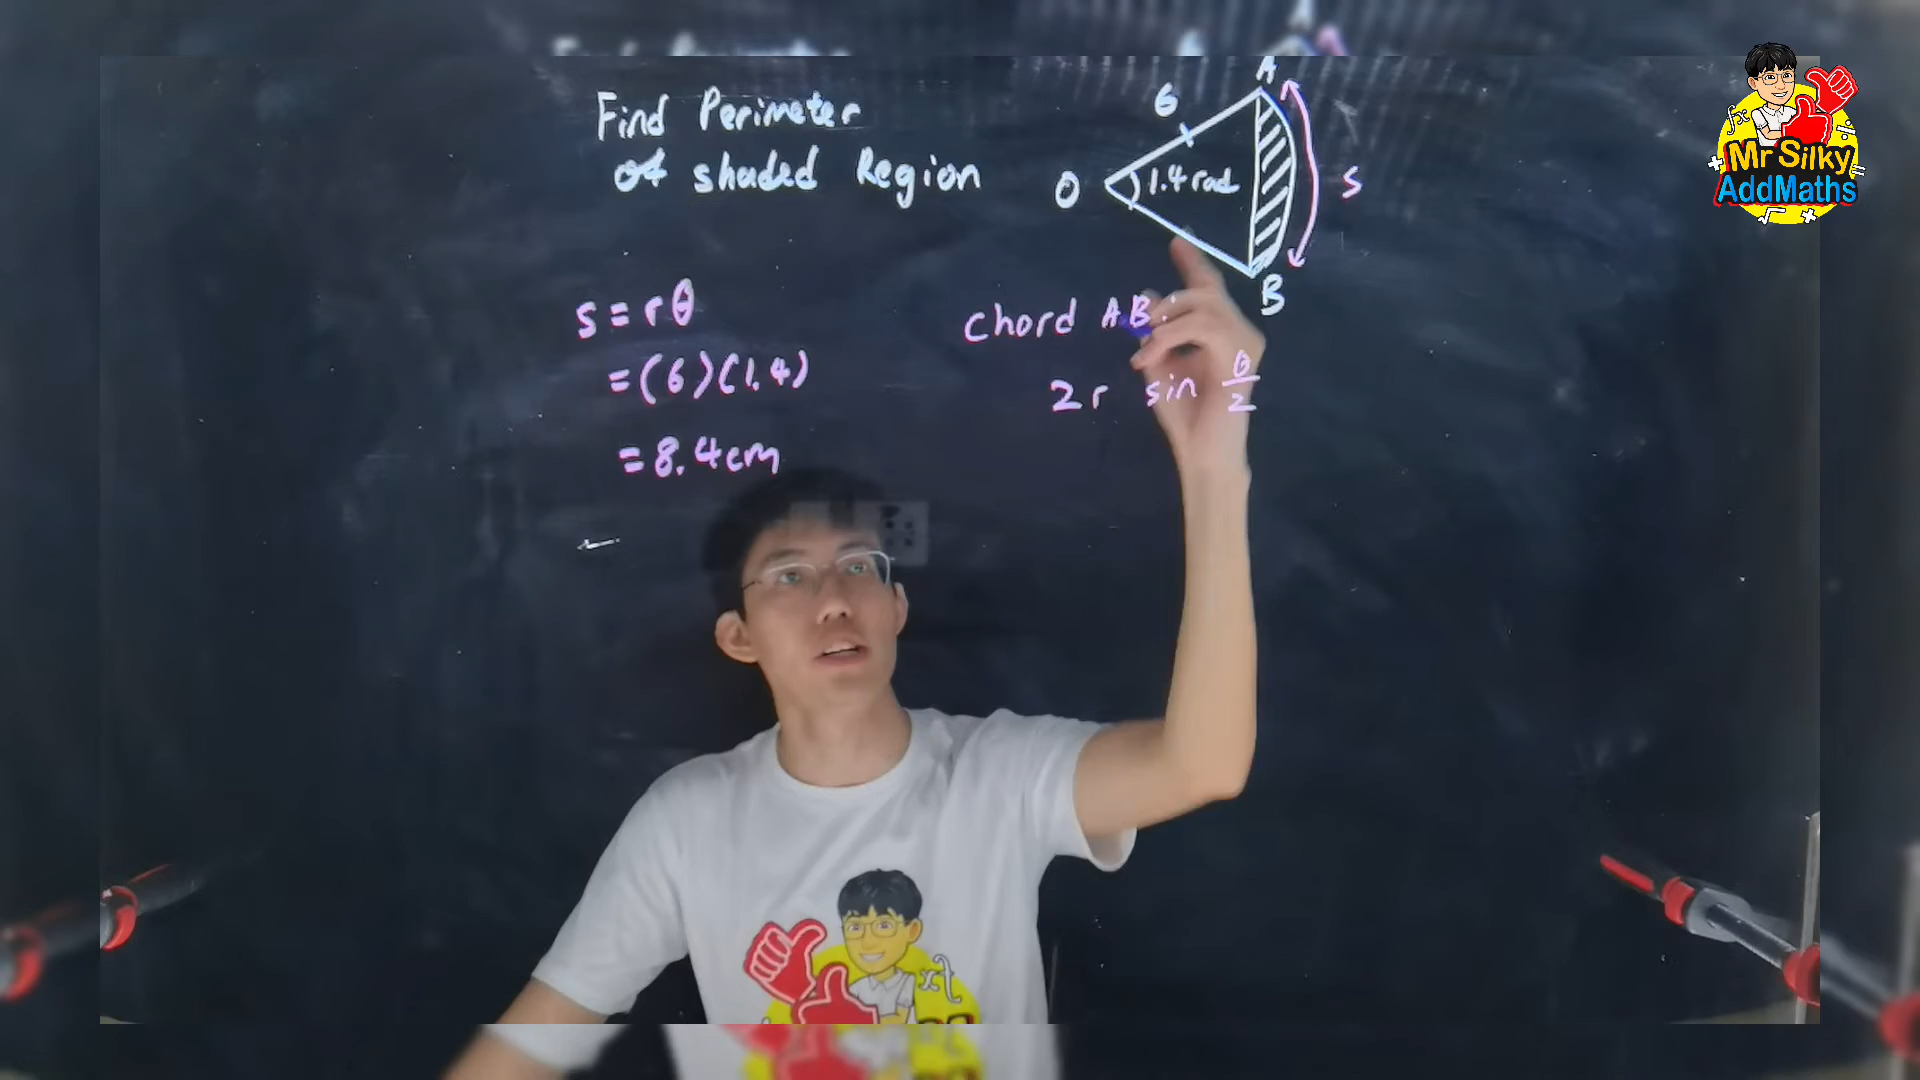 Find Perimeter
of shaded Region
A
6
O
1.4 rad
S
B
s = rθ
= (6)(1.4)
= 8.4cm
Chord AB:
2r sin θ/2
Mr Silky
AddMaths